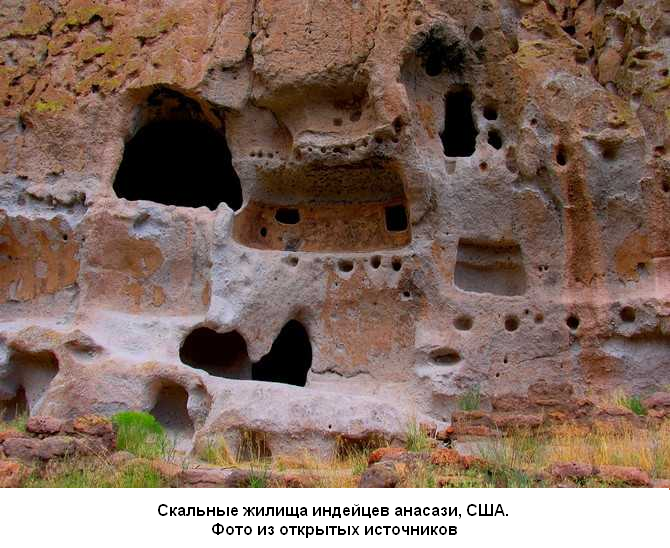 Скальные жилища индейцев анасази, США.
Фото из открытых источников